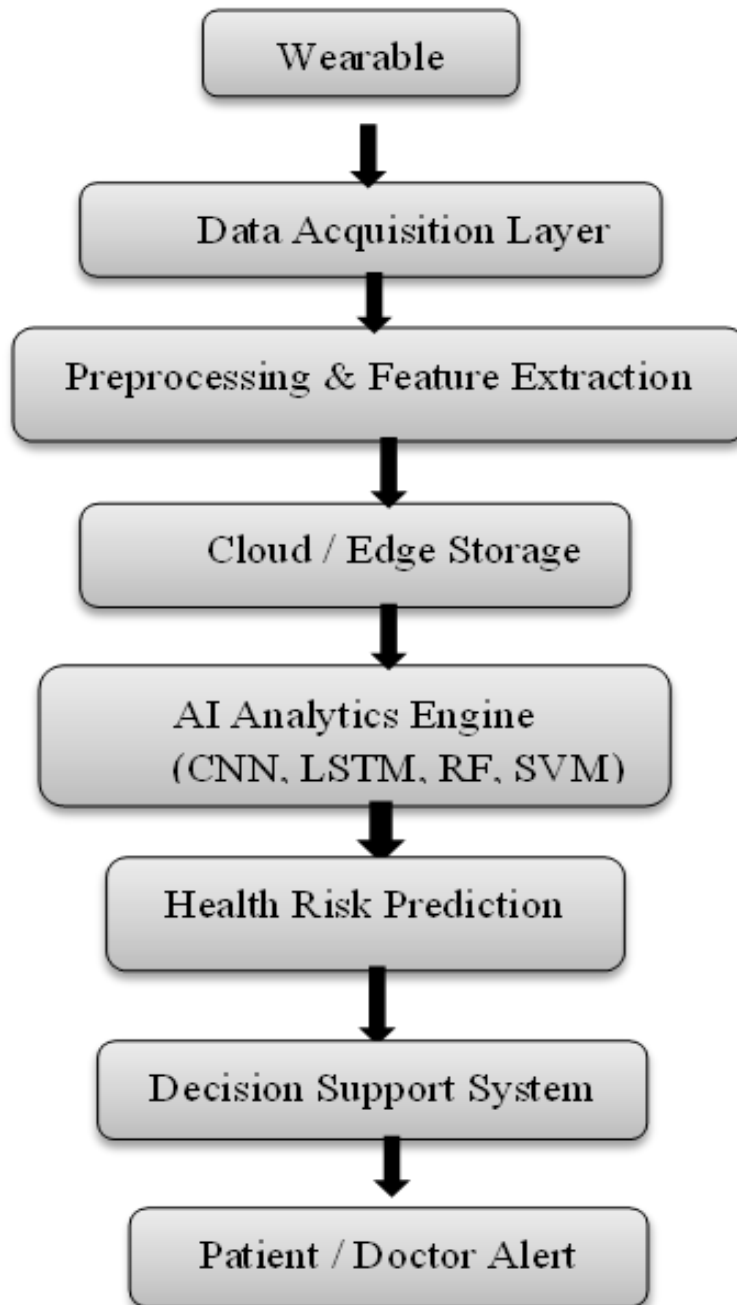 Wearable
Data Acquisition Layer
Preprocessing & Feature Extraction
Cloud / Edge Storage
AI Analytics Engine
(CNN, LSTM, RF, SVM)
Health Risk Prediction
Decision Support System
Patient / Doctor Alert